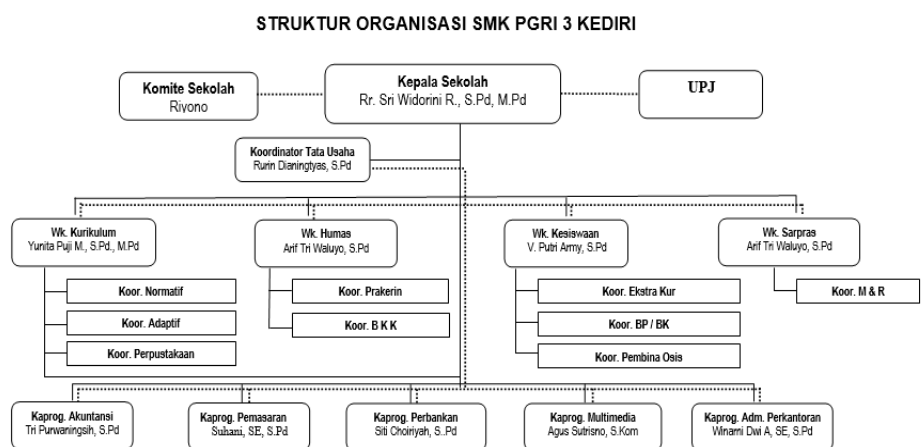 STRUKTUR ORGANISASI SMK PGRI 3 KEDIRI
Komite Sekolah
Riyono
Kepala Sekolah
Rr. Sri Widorini R., S.Pd, M.Pd
UPJ
Koordinator Tata Usaha
Rurin Dianingtyas, S.Pd
Wk. Kurikulum
Yunita Puji M., S.Pd., M.Pd
Wk. Humas
Arif Tri Waluyo, S.Pd
Wk. Kesiswaan
V. Putri Army, S.Pd
Wk. Sarpras
Arif Tri Waluyo, S.Pd
Koor. Normatif
Koor. Adaptif
Koor. Perpustakaan
Koor. Prakerin
Koor. B K K
Koor. Ekstra Kur
Koor. BP / BK
Koor. Pembina Osis
Koor. M & R
Kaprog. Akuntansi
Tri Purwaningsih, S.Pd
Kaprog. Pemasaran
Suhani, SE, S.Pd
Kaprog. Perbankan
Siti Choiriyah, S..Pd
Kaprog. Multimedia
Agus Sutrisno, S.Kom
Kaprog. Adm. Perkantoran
Winarni Dwi A, SE, S.Pd